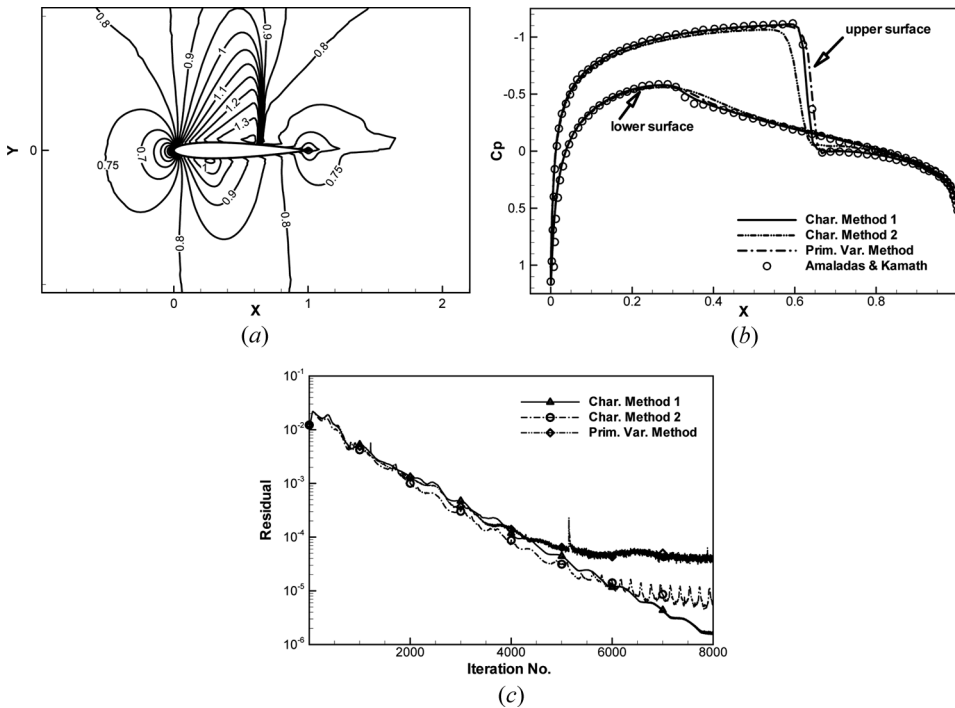 Y
0
0.8
0.9
1
1.1
1.2
1.3
0.9
0.8
0.75
0.7
1
0.9
0.75
0.8
0.8
0
1
2
X
(a)
Cp
-1
-0.5
0
0.5
1
upper surface
lower surface
Char. Method 1
Char. Method 2
Prim. Var. Method
Amaladas & Kamath
0
0.2
0.4
0.6
0.8
X
(b)
Residual
10-1
10-2
10-3
10-4
10-5
10-6
Char. Method 1
Char. Method 2
Prim. Var. Method
2000
4000
6000
8000
Iteration No.
(c)